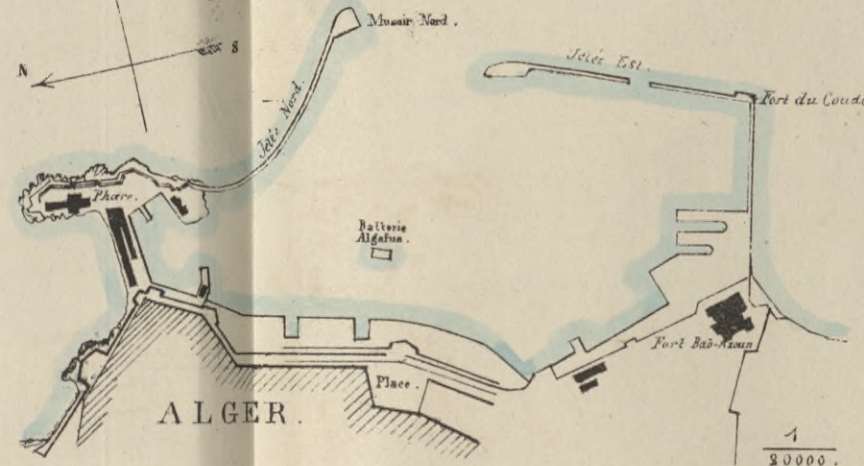 Musoir Nord.
N
S
Jetée Nord.
Jetée Est.
Fort du Coude
Phare.
Batterie
Algefna.
Fort Bab-Azoun
Place.
ALGER.
1
20000.